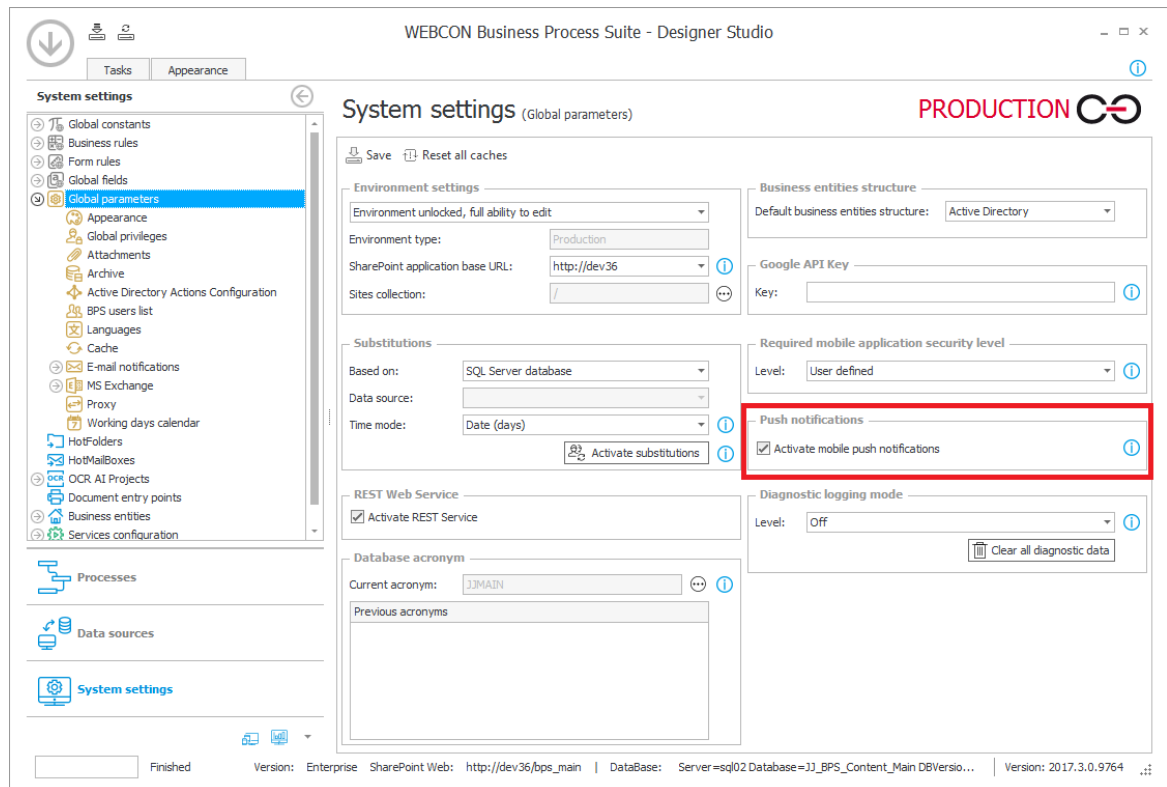 WEBCON Business Process Suite - Designer Studio
Tasks Appearance
System settings
Global constants
Business rules
Form rules
Global fields
Global parameters
Appearance
Global privileges
Attachments
Archive
Active Directory Actions Configuration
BPS users list
Languages
Cache
E-mail notifications
MS Exchange
Proxy
Working days calendar
HotFolders
HotMailBoxes
OCR AI Projects
Document entry points
Business entities
Services configuration
Processes
Data sources
System settings
System settings (Global parameters)
PRODUCTION
Save Reset all caches
Environment settings
Environment unlocked, full ability to edit
Environment type: Production
SharePoint application base URL: http://dev36
Sites collection: /
Substitutions
Based on: SQL Server database
Data source:
Time mode: Date (days)
Activate substitutions
REST Web Service
Activate REST Service
Database acronym
Current acronym: JJMAIN
Previous acronyms
Business entities structure
Default business entities structure: Active Directory
Google API Key
Key:
Required mobile application security level
Level: User defined
Push notifications
Activate mobile push notifications
Diagnostic logging mode
Level: Off
Clear all diagnostic data
Finished Version: Enterprise SharePoint Web: http://dev36/bps_main | DataBase: Server=sql02 Database=JJ_BPS_Content_Main DBVersio... Version: 2017.3.0.9764